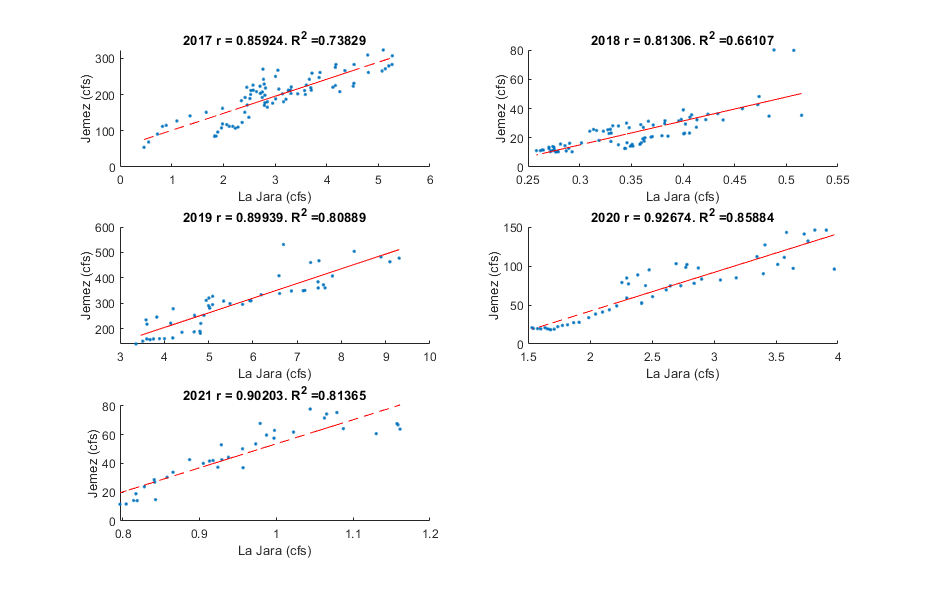 2017 r = 0.85924. R2 =0.73829
300
200
100
0
Jemez (cfs)
0 1 2 3 4 5 6
La Jara (cfs)
2018 r = 0.81306. R2 =0.66107
80
60
40
20
0
Jemez (cfs)
0.25 0.3 0.35 0.4 0.45 0.5 0.55
La Jara (cfs)
2019 r = 0.89939. R2 =0.80889
600
500
400
300
200
Jemez (cfs)
3 4 5 6 7 8 9 10
La Jara (cfs)
2020 r = 0.92674. R2 =0.85884
150
100
50
0
Jemez (cfs)
1.5 2 2.5 3 3.5 4
La Jara (cfs)
2021 r = 0.90203. R2 =0.81365
80
60
40
20
0
Jemez (cfs)
0.8 0.9 1 1.1 1.2
La Jara (cfs)